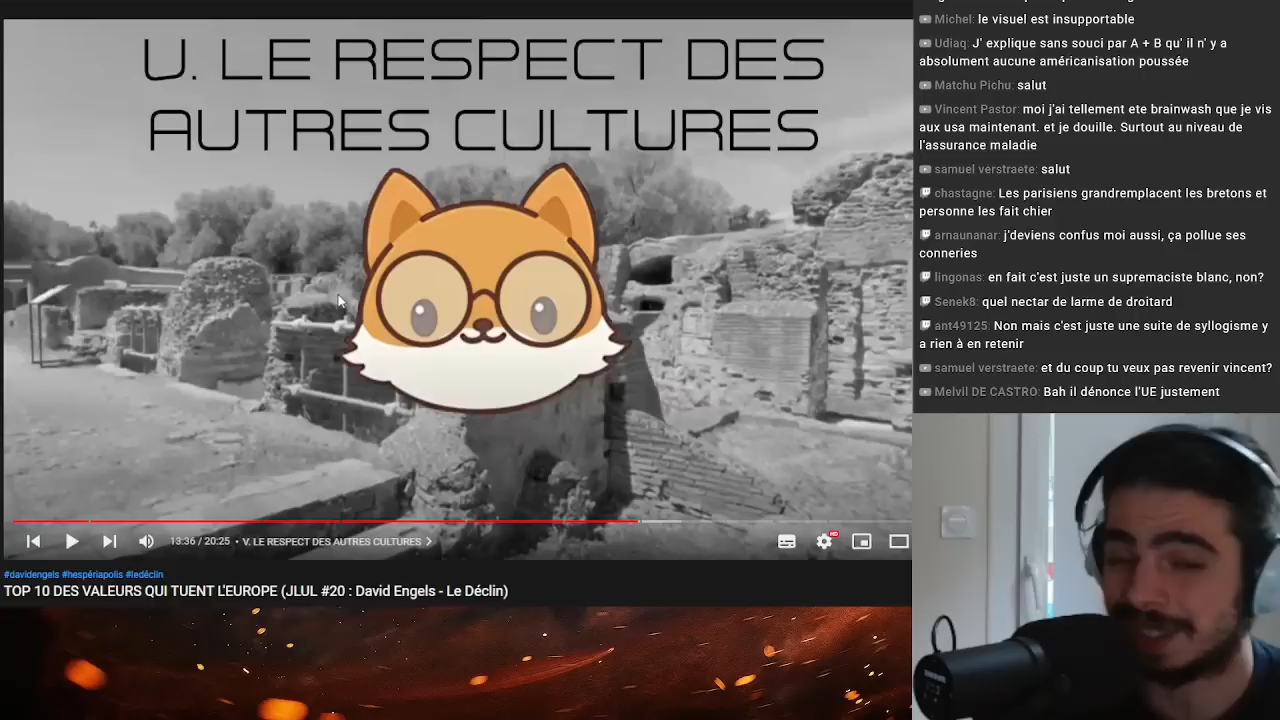 U. LE RESPECT DES
AUTRES CULTURES
13:36 / 20:25 • V. LE RESPECT DES AUTRES CULTURES
HD
#davidengels #hespériapolis #ledéclin
TOP 10 DES VALEURS QUI TUENT L'EUROPE (JLUL #20 : David Engels - Le Déclin)
Michel: le visuel est insupportable
Udiaq: J' explique sans souci par A + B qu' il n' y a
absolument aucune américanisation poussée
Matchu Pichu: salut
Vincent Pastor: moi j'ai tellement ete brainwash que je vis
aux usa maintenant. et je douille. Surtout au niveau de
l'assurance maladie
samuel verstraete: salut
chastagne: Les parisiens grandremplacent les bretons et
personne les fait chier
arnaunanar: j'deviens confus moi aussi, ça pollue ses
conneries
lingonas: en fait c'est juste un supremaciste blanc, non?
Senek8: quel nectar de larme de droitard
ant49125: Non mais c'est juste une suite de syllogisme y
a rien à en retenir
samuel verstraete: et du coup tu veux pas revenir vincent?
Melvil DE CASTRO: Bah il dénonce l'UE justement